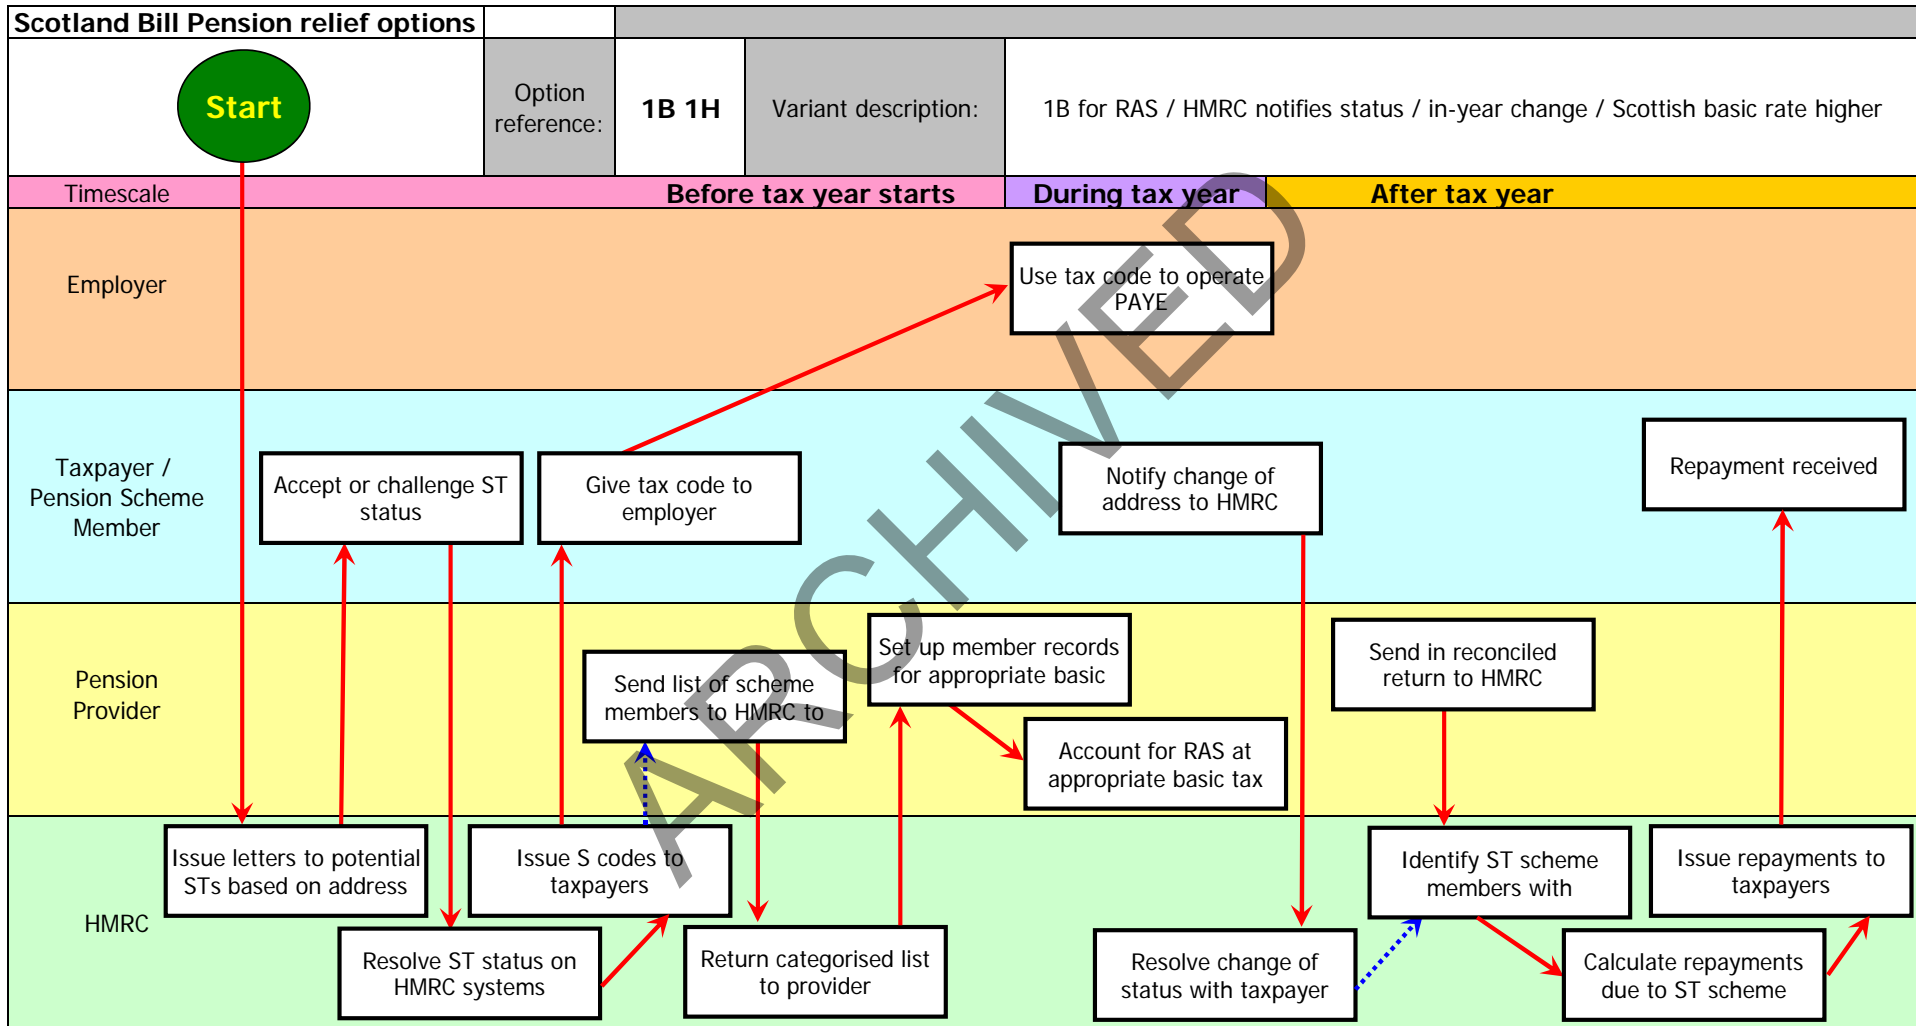 Scotland Bill Pension relief options
Start
Option
reference:
1B 1H
Variant description:
1B for RAS / HMRC notifies status / in-year change / Scottish basic rate higher
Timescale
Before tax year starts
During tax year
After tax year
Employer
Use tax code to operate
PAYE
Taxpayer /
Pension Scheme
Member
Accept or challenge ST
status
Give tax code to
employer
Notify change of
address to HMRC
Repayment received
Pension
Provider
Send list of scheme
members to HMRC to
Set up member records
for appropriate basic
Account for RAS at
appropriate basic tax
Send in reconciled
return to HMRC
HMRC
Issue letters to potential
STs based on address
Resolve ST status on
HMRC systems
Issue S codes to
taxpayers
Return categorised list
to provider
Resolve change of
status with taxpayer
Identify ST scheme
members with
Calculate repayments
due to ST scheme
Issue repayments to
taxpayers
ARCHIVED